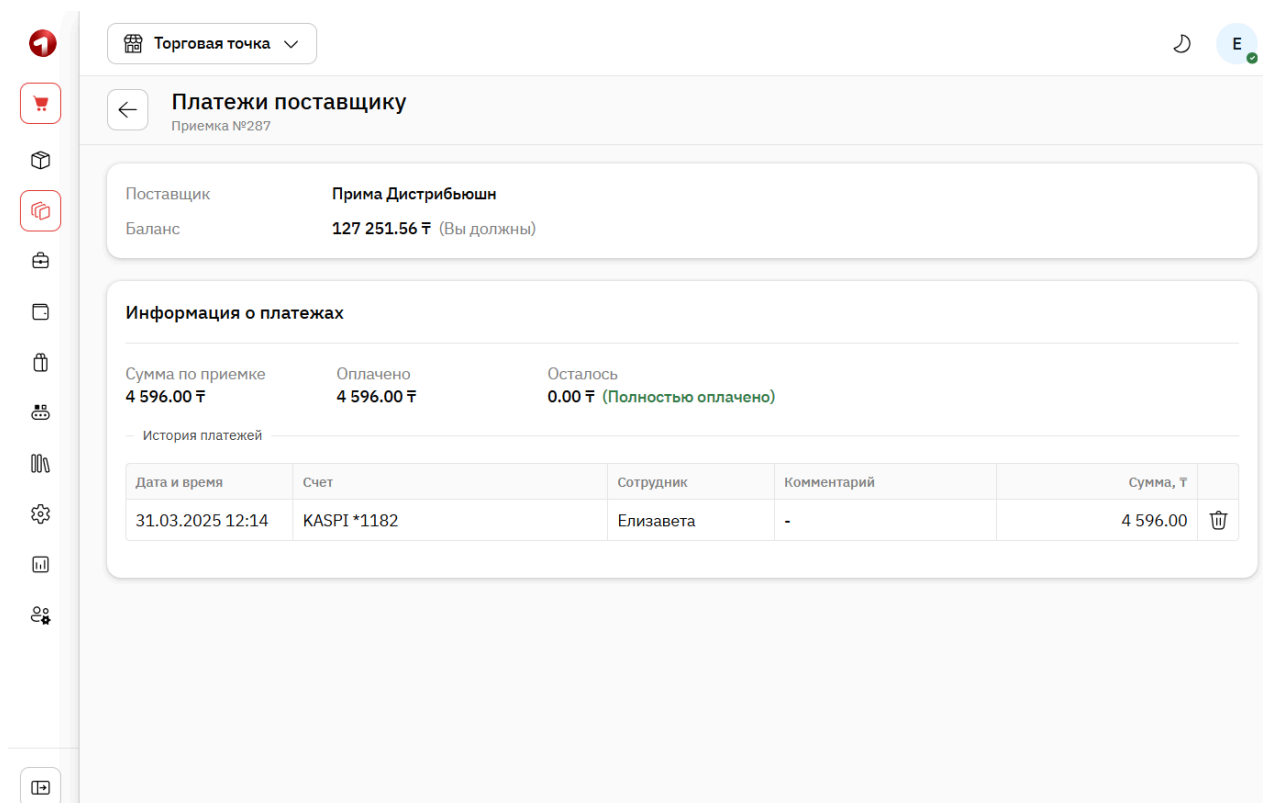 Торговая точка
E
Платежи поставщику
Приемка №287
Поставщик Прима Дистрибьюшн
Баланс 127 251.56 ₸ (Вы должны)
Информация о платежах
Сумма по приемке Оплачено Осталось
4 596.00 ₸ 4 596.00 ₸ 0.00 ₸ (Полностью оплачено)
История платежей
Дата и время Счет Сотрудник Комментарий Сумма, ₸
31.03.2025 12:14 KASPI *1182 Елизавета - 4 596.00